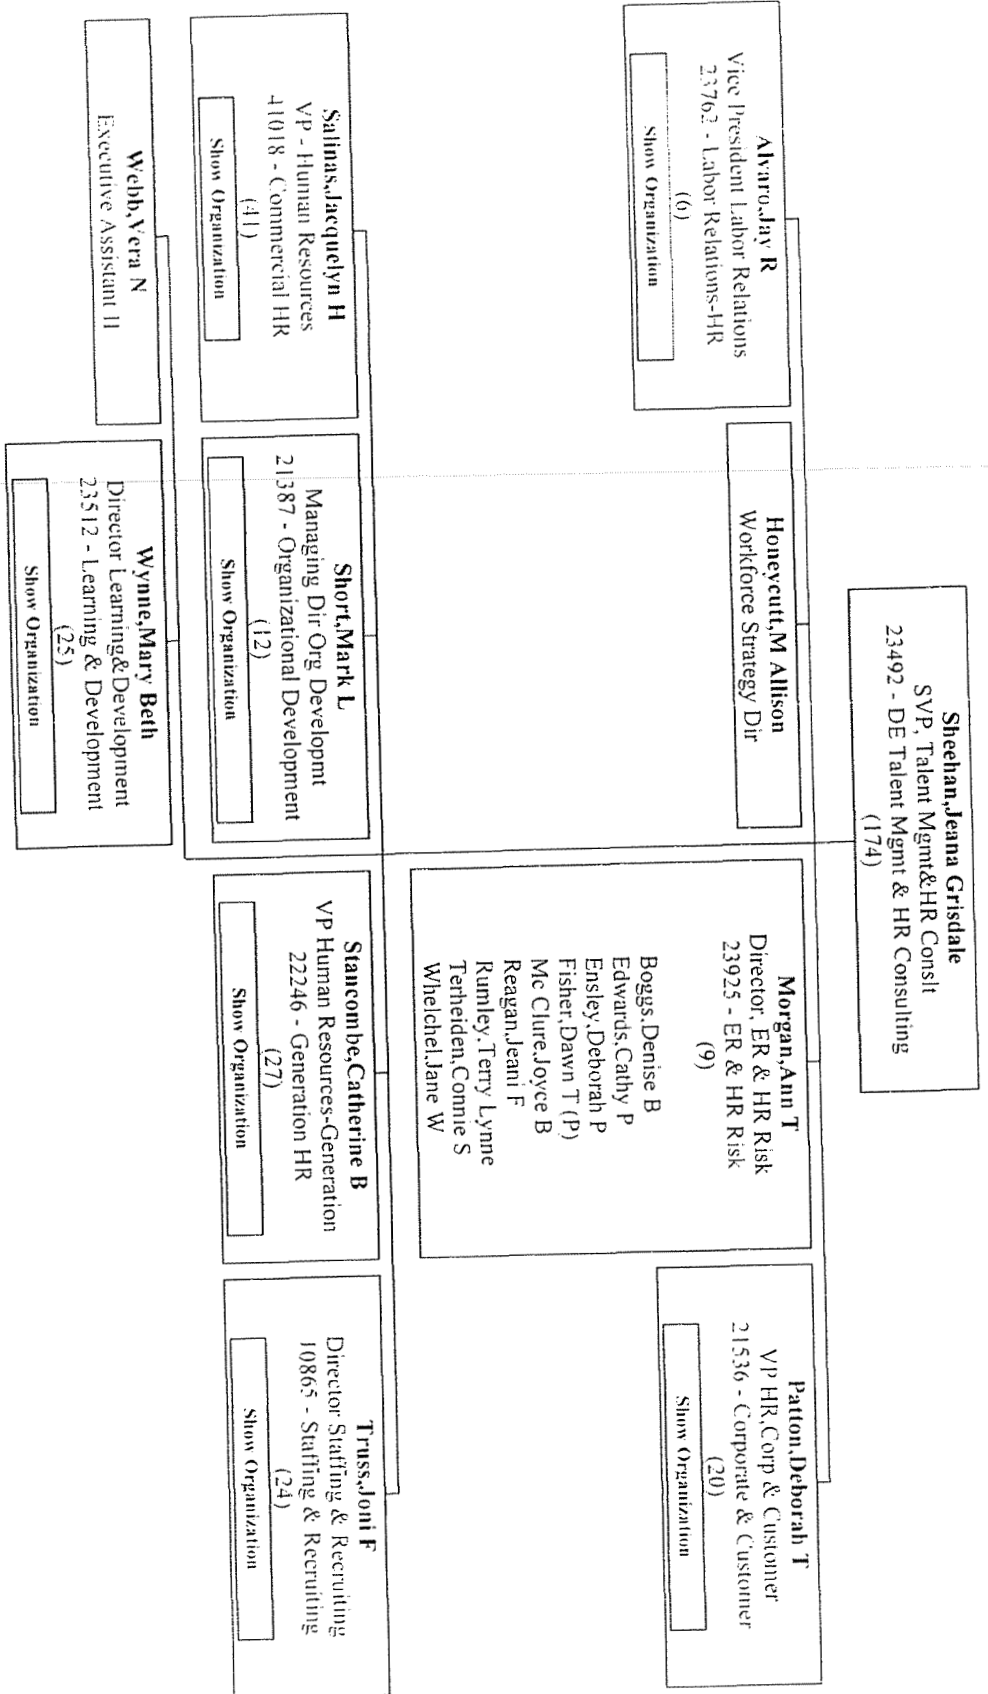 Sheehan,Jeana Grisdale
SVP, Talent Mgmt&HR Conslt
23492 - DE Talent Mgmt & HR Consulting
(174)
Alvaro,Jay R
Vice President Labor Relations
23762 - Labor Relations-HR
(6)
Show Organization
Honeycutt,M Allison
Workforce Strategy Dir
Morgan,Ann T
Director, ER & HR Risk
23925 - ER & HR Risk
(9)
Boggs,Denise B
Edwards,Cathy P
Ensley,Deborah P
Fisher,Dawn T (P)
Mc Clure,Joyce B
Reagan,Jeani F
Rumley,Terry Lynne
Terheiden,Connie S
Whelchel,Jane W
Patton,Deborah T
VP HR,Corp & Customer
21536 - Corporate & Customer
(20)
Show Organization
Salinas,Jacquelyn H
VP - Human Resources
41018 - Commercial HR
(41)
Show Organization
Short,Mark L
Managing Dir Org Developmt
21387 - Organizational Development
(12)
Show Organization
Stancombe,Catherine B
VP Human Resources-Generation
22246 - Generation HR
(27)
Show Organization
Truss,Joni F
Director Staffing & Recruiting
10865 - Staffing & Recruiting
(24)
Show Organization
Webb,Vera N
Executive Assistant II
Wynne,Mary Beth
Director Learning&Development
23512 - Learning & Development
(25)
Show Organization